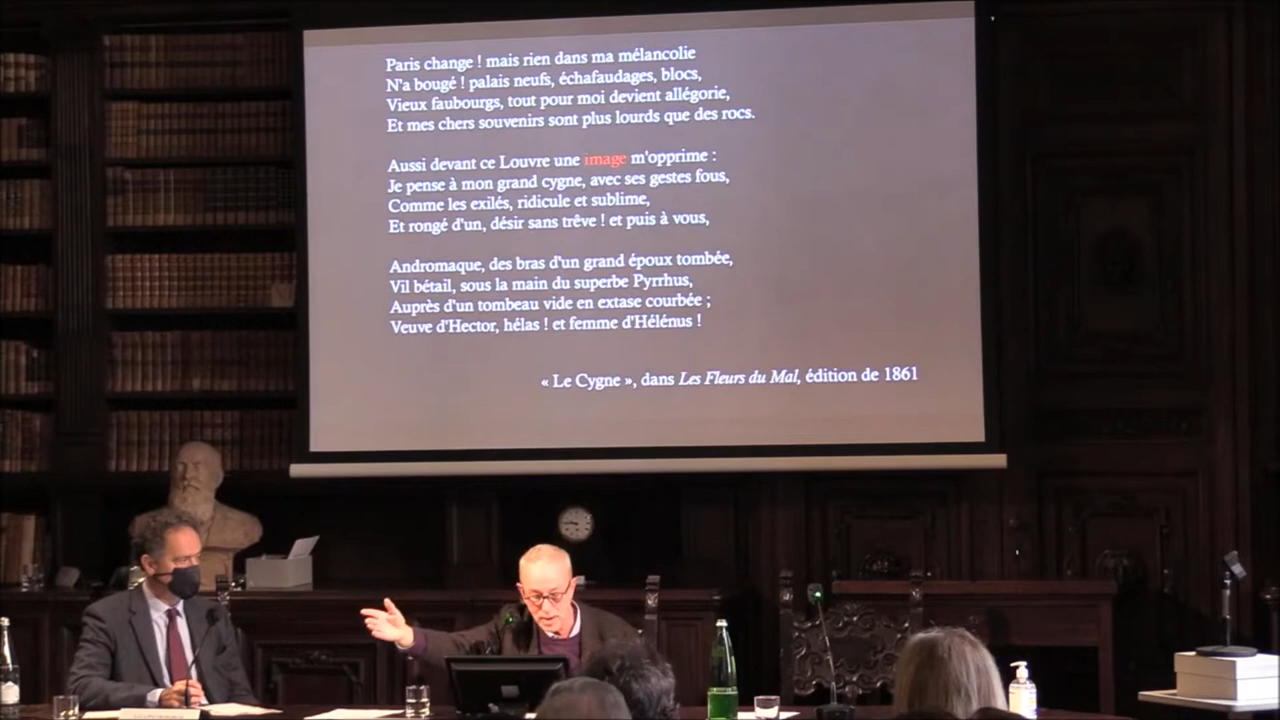 Paris change ! mais rien dans ma mélancolie
N'a bougé ! palais neufs, échafaudages, blocs,
Vieux faubourgs, tout pour moi devient allégorie,
Et mes chers souvenirs sont plus lourds que des rocs.
Aussi devant ce Louvre une image m'opprime :
Je pense à mon grand cygne, avec ses gestes fous,
Comme les exilés, ridicule et sublime,
Et rongé d'un, désir sans trêve ! et puis à vous,
Andromaque, des bras d'un grand époux tombée,
Vil bétail, sous la main du superbe Pyrrhus,
Auprès d'un tombeau vide en extase courbée ;
Veuve d'Hector, hélas ! et femme d'Hélénus !
« Le Cygne », dans Les Fleurs du Mal, édition de 1861